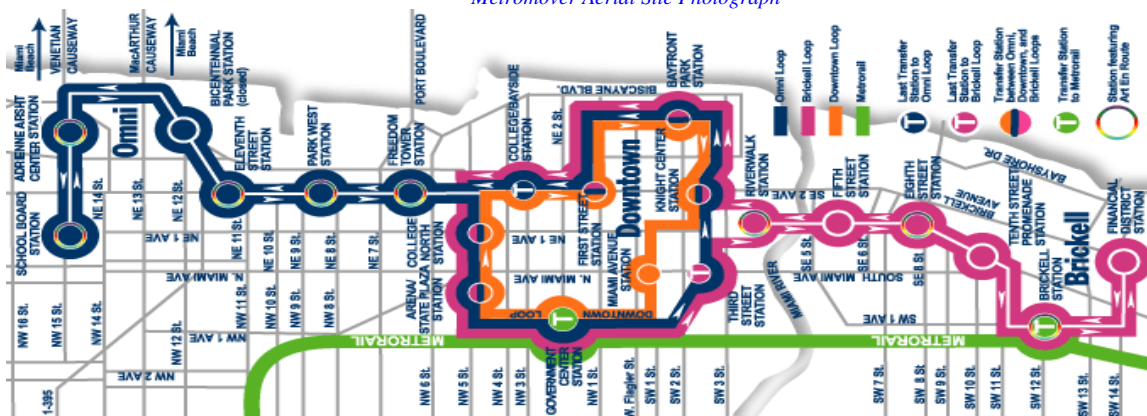 Metromover Aerial Site Photograph
Miami
Beach
VENETIAN
CAUSEWAY
MacARTHUR
CAUSEWAY
Miami
Beach
BICENTENNIAL
PARK STATION
(closed)
PORT BOULEVARD
BISCAYNE BLVD.
BAYFRONT
PARK
STATION
ADRIENNE ARSHT
CENTER STATION
Omni
ELEVENTH
STREET
STATION
PARK WEST
STATION
FREEDOM
TOWER
STATION
COLLEGE/BAYSIDE
STATION
NE 2 St.
Downtown
KNIGHT CENTER
STATION
RIVERWALK
STATION
SE 2 AVE
FIFTH
STREET
STATION
EIGHTH
STREET
STATION
BRICKELL
AVENUE
BAYSHORE DR.
TENTH STREET
PROMENADE
STATION
FINANCIAL
DISTRICT
STATION
Brickell
BRICKELL
STATION
SCHOOL BOARD
STATION
NE 14 St.
NE 13 St.
NE 12 St.
NE 1 AVE
NE 11 St.
NE 10 St.
NE 9 St.
NE 8 St.
NE 7 St.
N. MIAMI AVE
ARENA/
STATE PLAZA
STATION
COLLEGE
NORTH
STATION
NE 1 AVE
FIRST STREET
STATION
N. MIAMI AVE
MIAMI AVENUE
STATION
DOWNTOWN
LOOP
GOVERNMENT
CENTER
STATION
THIRD
STREET
STATION
MIAMI RIVER
SE 5 St.
SE 6 St.
SOUTH MIAMI AVE
SE 8 St.
SW 1 AVE
NW 16 St.
NW 15 St.
NW 14 St.
NW 12 St.
NW 1 AVE
NW 2 AVE
NW 11 St.
NW 10 St.
NW 9 St.
NW 8 St.
NW 1 AVE
METRORAIL
METRORAIL
1-395
NW 6 St.
NW 5 St.
NW 4 St.
NW 3 St.
NW 1 St.
W. Flagler St.
SW 1 St.
SW 2 St.
SW 3 St.
SW 7 St.
SW 8 St.
SW 9 St.
SW 10 St.
SW 11 St.
SW 12 St.
SW 13 St.
SW 14 St.
Omni Loop
Brickell Loop
Downtown Loop
Metrorail
Last Transfer
Station to
Omni Loop
Last Transfer
Station to
Brickell Loop
Transfer Station
between Omni,
Downtown, and
Brickell Loops
Transfer Station
to Metrorail
Station featuring
Art En Route
T
T
T
T
T
T
T